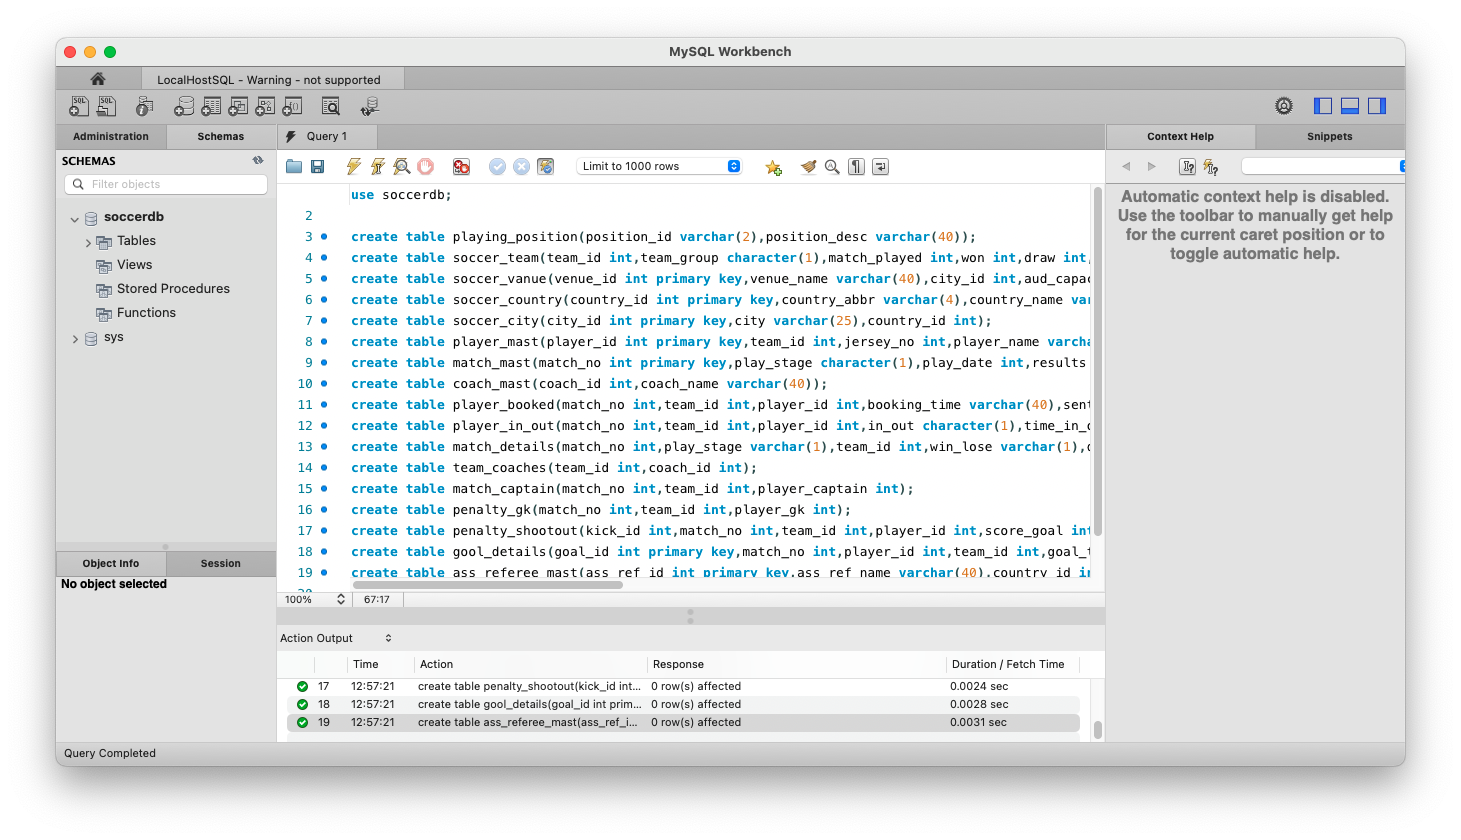 MySQL Workbench
LocalHostSQL - Warning - not supported
Administration
Schemas
Query 1
Context Help
Snippets
SCHEMAS
Filter objects
soccerdb
Tables
Views
Stored Procedures
Functions
sys
Limit to 1000 rows
use soccerdb;
2
3 create table playing_position(position_id varchar(2),position_desc varchar(40));
4 create table soccer_team(team_id int,team_group character(1),match_played int,won int,draw int,
5 create table soccer_vanue(venue_id int primary key,venue_name varchar(40),city_id int,aud_capac
6 create table soccer_country(country_id int primary key,country_abbr varchar(4),country_name var
7 create table soccer_city(city_id int primary key,city varchar(25),country_id int);
8 create table player_mast(player_id int primary key,team_id int,jersey_no int,player_name varcha
9 create table match_mast(match_no int primary key,play_stage character(1),play_date int,results
10 create table coach_mast(coach_id int,coach_name varchar(40));
11 create table player_booked(match_no int,team_id int,player_id int,booking_time varchar(40),sent
12 create table player_in_out(match_no int,team_id int,player_id int,in_out character(1),time_in_o
13 create table match_details(match_no int,play_stage varchar(1),team_id int,win_lose varchar(1),
14 create table team_coaches(team_id int,coach_id int);
15 create table match_captain(match_no int,team_id int,player_captain int);
16 create table penalty_gk(match_no int,team_id int,player_gk int);
17 create table penalty_shootout(kick_id int,match_no int,team_id int,player_id int,score_goal int
18 create table gool_details(goal_id int primary key,match_no int,player_id int,team_id int,goal_t
19 create table ass_referee_mast(ass_ref_id int primary key,ass_ref_name varchar(40),country_id in
Automatic context help is disabled.
Use the toolbar to manually get help
for the current caret position or to
toggle automatic help.
Object Info
Session
No object selected
100%
67:17
Action Output
Time Action Response Duration / Fetch Time
17 12:57:21 create table penalty_shootout(kick_id int... 0 row(s) affected 0.0024 sec
18 12:57:21 create table gool_details(goal_id int prim... 0 row(s) affected 0.0028 sec
19 12:57:21 create table ass_referee_mast(ass_ref_i... 0 row(s) affected 0.0031 sec
Query Completed